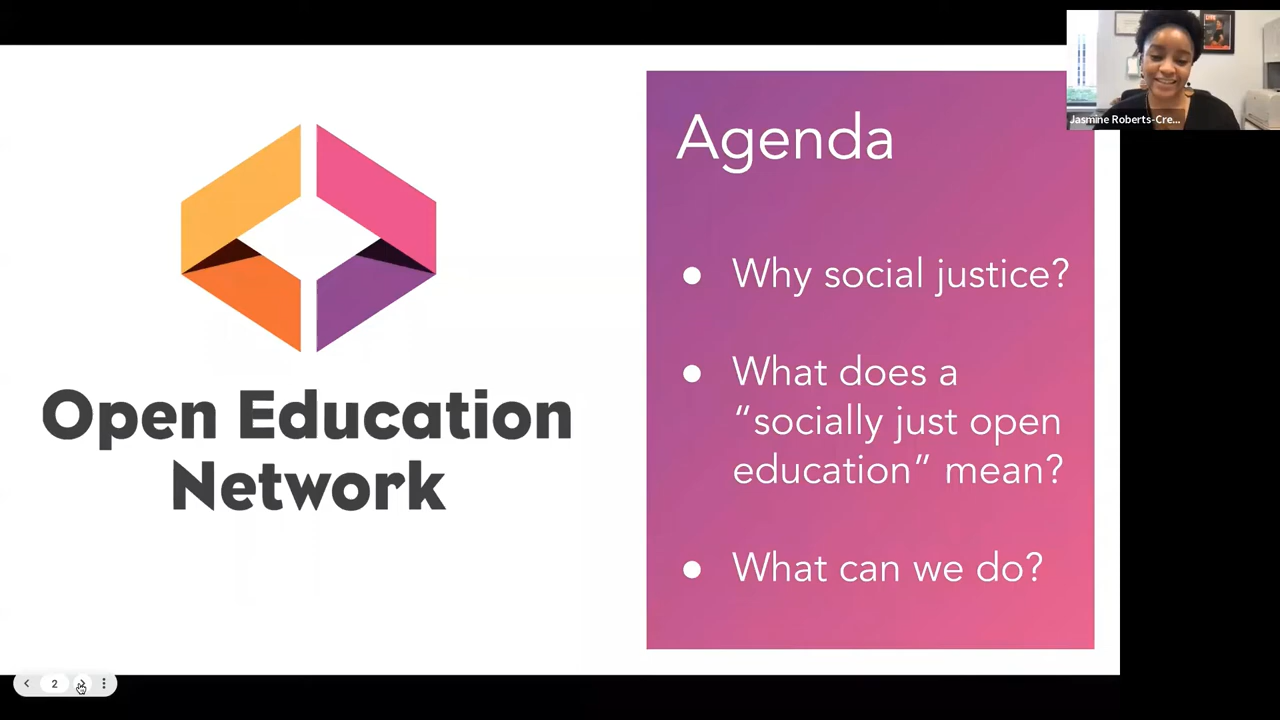 Open Education
Network
Agenda
● Why social justice?
● What does a
“socially just open
education” mean?
● What can we do?
Jasmine Roberts-Cre...
2